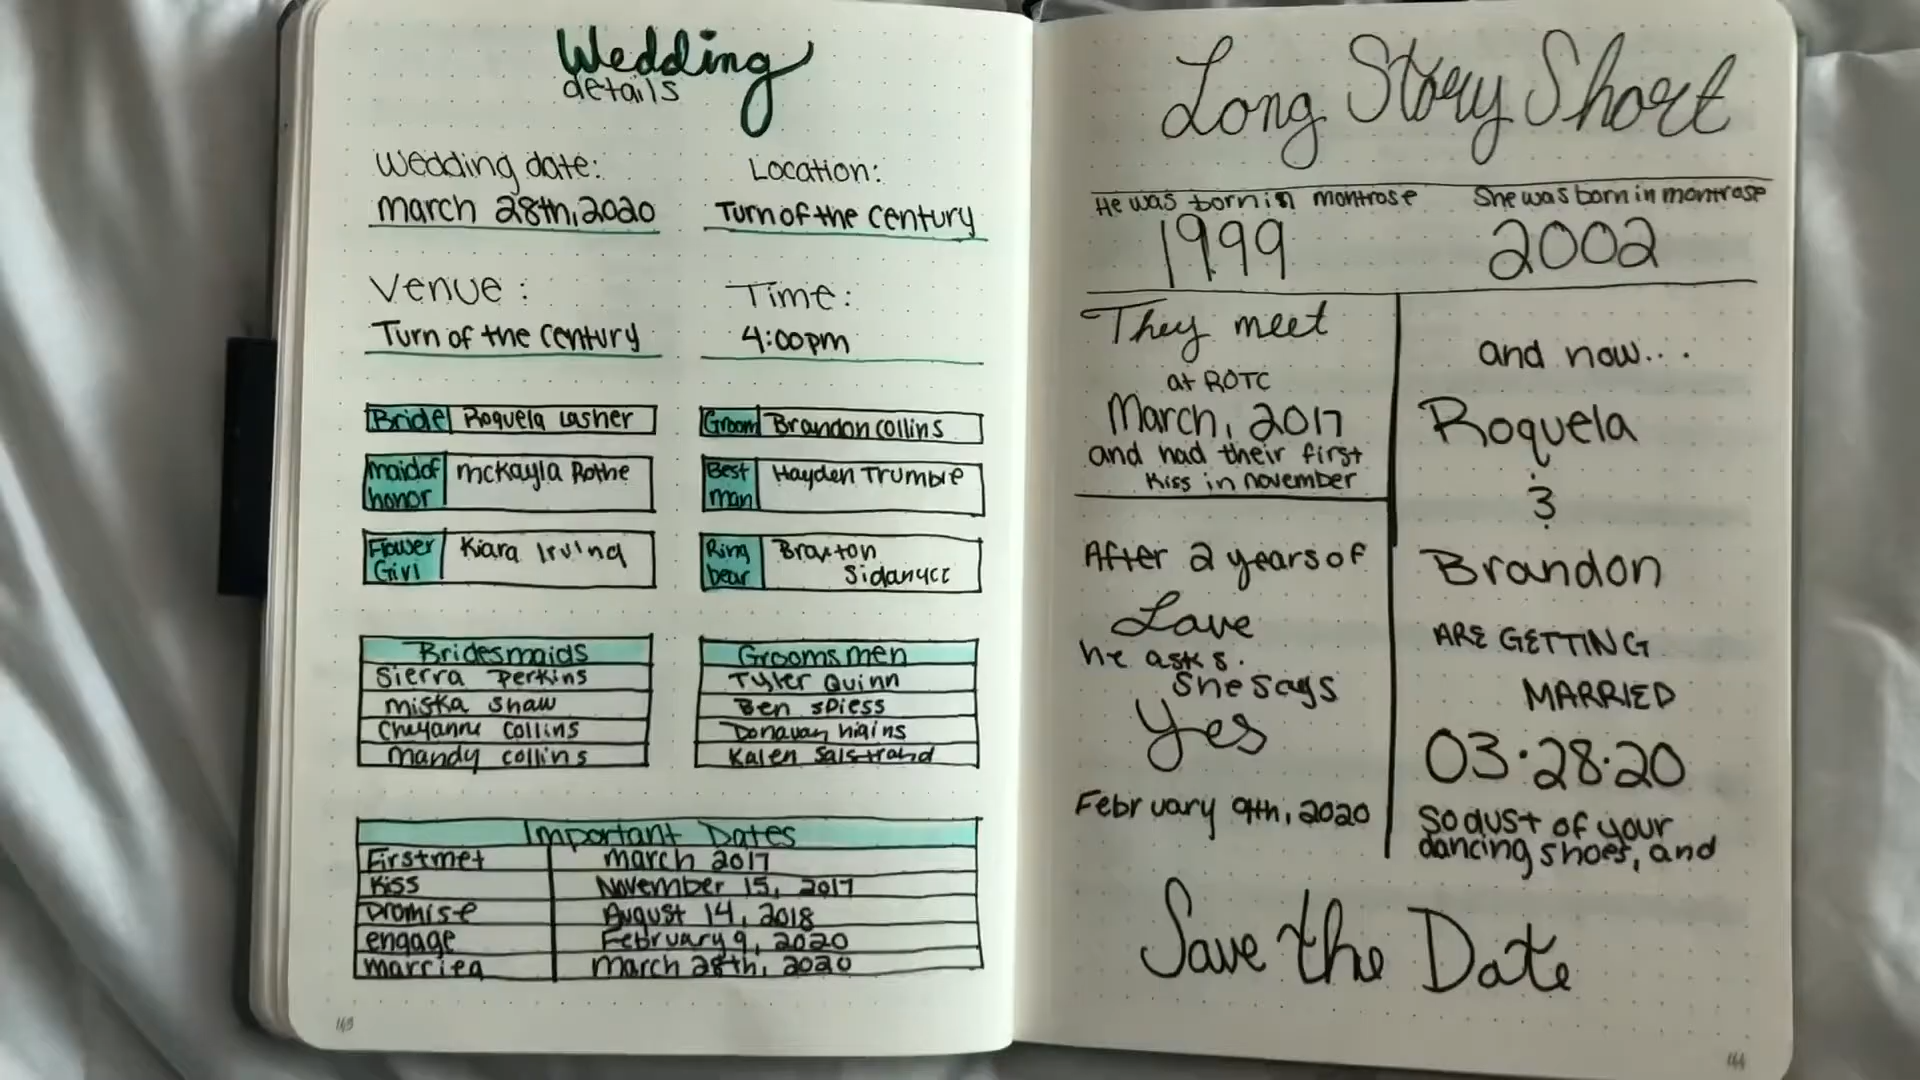 Wedding
details
Wedding date:
march 28th, 2020
Location:
Turn of the century
Venue:
Turn of the century
Time:
4:00pm
Bride Roquela Lasher
Groom Brandon collins
maid of
honor
mckayla Rothe
Best
man
Hayden Trumble
Flower
Girl
Kiara Irving
Ring
bear
Braxton
Bridesmaids
Sierra Perkins
miska shaw
Cheyanne collins
mandy collins
Groomsmen
Tyler Quinn
Ben spiess
Donavan
Kalen Salstrand
Important Dates
First met march 2017
Kiss November 15, 2017
promise August 14, 2018
engage February 9, 2020
married march 28th, 2020
Long Story Short
He was born in montrose
1999
She was born in montrose
2002
They meet
at ROTC
March, 2017
and had their first
kiss in november
After 2 years of
Love
he asks.
she says
Yes
February 9th, 2020
and now...
Roquela
&
Brandon
ARE GETTING
MARRIED
03.28.20
So dust of your
dancing shoes, and
Save the Date